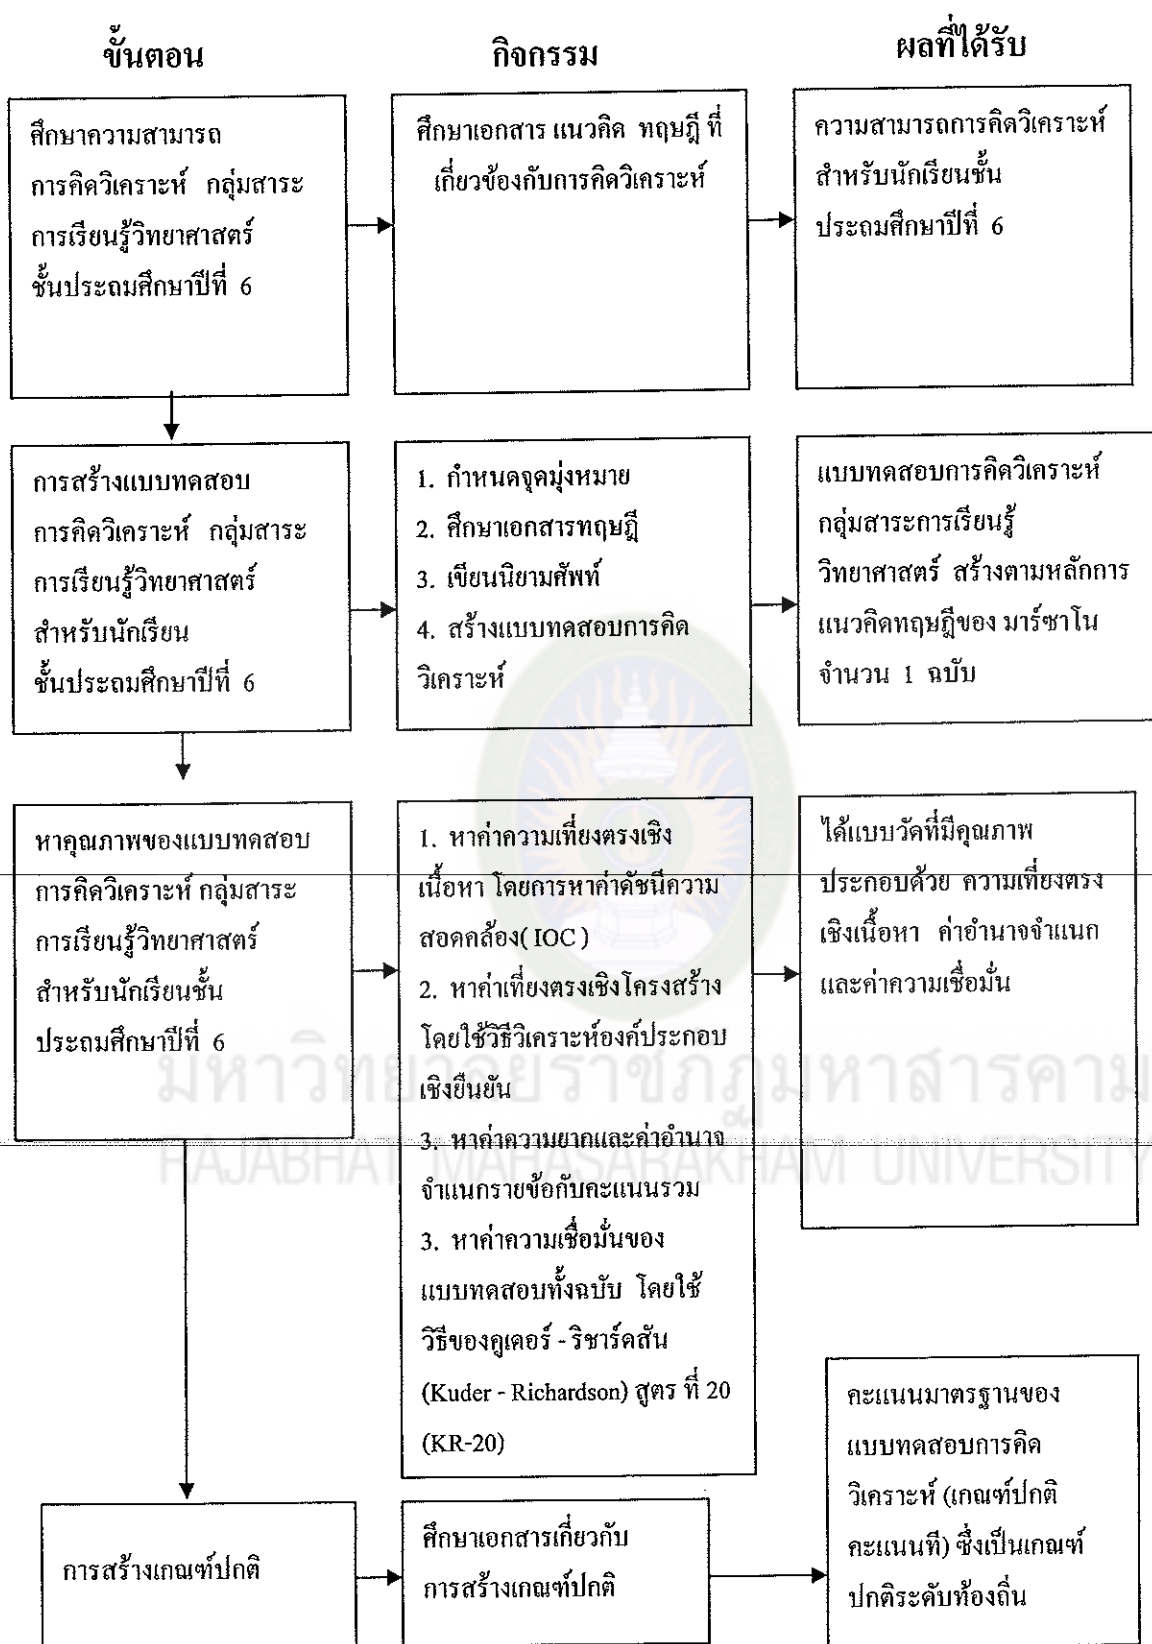 ขั้นตอน
กิจกรรม
ผลที่ได้รับ
ศึกษาความสามารถ
การคิดวิเคราะห์ กลุ่มสาระ
การเรียนรู้วิทยาศาสตร์
ชั้นประถมศึกษาปีที่ 6
ศึกษาเอกสาร แนวคิด ทฤษฎี ที่
เกี่ยวข้องกับการคิดวิเคราะห์
ความสามารถการคิดวิเคราะห์
สำหรับนักเรียนชั้น
ประถมศึกษาปีที่ 6
การสร้างแบบทดสอบ
การคิดวิเคราะห์ กลุ่มสาระ
การเรียนรู้วิทยาศาสตร์
สำหรับนักเรียน
ชั้นประถมศึกษาปีที่ 6
1. กำหนดจุดมุ่งหมาย
2. ศึกษาเอกสารทฤษฎี
3. เขียนนิยามศัพท์
4. สร้างแบบทดสอบการคิด
วิเคราะห์
แบบทดสอบการคิดวิเคราะห์
กลุ่มสาระการเรียนรู้
วิทยาศาสตร์ สร้างตามหลักการ
แนวคิดทฤษฎีของ มาร์ซาโน
จำนวน 1 ฉบับ
หาคุณภาพของแบบทดสอบ
การคิดวิเคราะห์ กลุ่มสาระ
การเรียนรู้วิทยาศาสตร์
สำหรับนักเรียนชั้น
ประถมศึกษาปีที่ 6
1. หาค่าความเที่ยงตรงเชิง
เนื้อหา โดยการหาค่าดัชนีความ
สอดคล้อง( IOC )
2. หาค่าเที่ยงตรงเชิงโครงสร้าง
โดยใช้วิธีวิเคราะห์องค์ประกอบ
เชิงยืนยัน
3. หาค่าความยากและค่าอำนาจ
จำแนกรายข้อกับคะแนนรวม
3. หาค่าความเชื่อมั่นของ
แบบทดสอบทั้งฉบับ โดยใช้
วิธีของคูเดอร์ - ริชาร์ดสัน
(Kuder - Richardson) สูตร ที่ 20
(KR-20)
ได้แบบวัดที่มีคุณภาพ
ประกอบด้วย ความเที่ยงตรง
เชิงเนื้อหา ค่าอำนาจจำแนก
และค่าความเชื่อมั่น
มหาวิทยาลัยราชภัฏมหาสารคาม
RAJABHAT MAHASARAKHAM UNIVERSITY
การสร้างเกณฑ์ปกติ
ศึกษาเอกสารเกี่ยวกับ
การสร้างเกณฑ์ปกติ
คะแนนมาตรฐานของ
แบบทดสอบการคิด
วิเคราะห์ (เกณฑ์ปกติ
คะแนนที) ซึ่งเป็นเกณฑ์
ปกติระดับท้องถิ่น